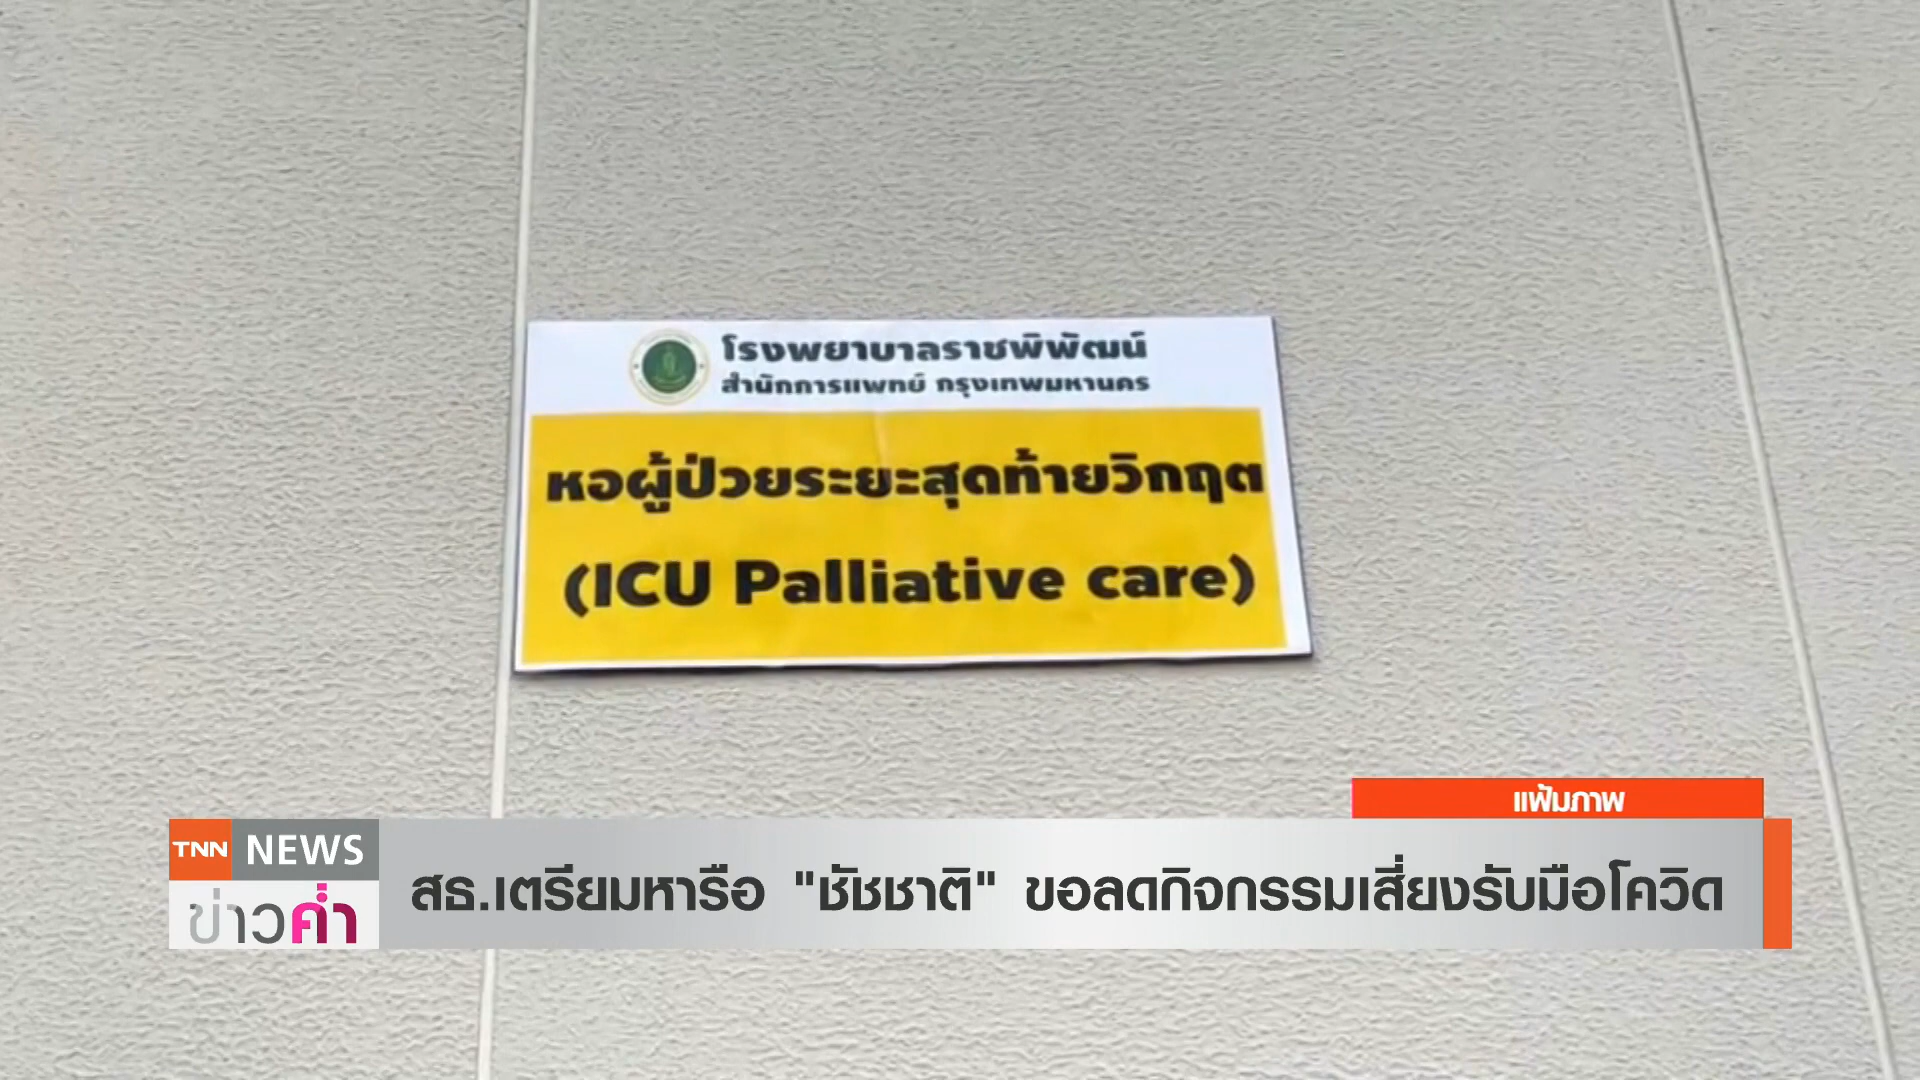 โรงพยาบาลราชพิพัฒน์
สำนักการแพทย์ กรุงเทพมหานคร
หอผู้ป่วยระยะสุดท้ายวิกฤต
(ICU Palliative care)
แฟ้มภาพ
TNN NEWS
ข่าวค่ำ
สธ.เตรียมหารือ "ชัชชาติ" ขอลดกิจกรรมเสี่ยงรับมือโควิด